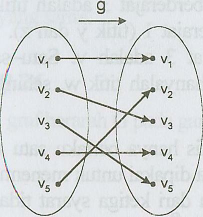 g
v₁ v₁
v₂ v₂
v₃ v₃
v₄ v₄
v₅ v₅